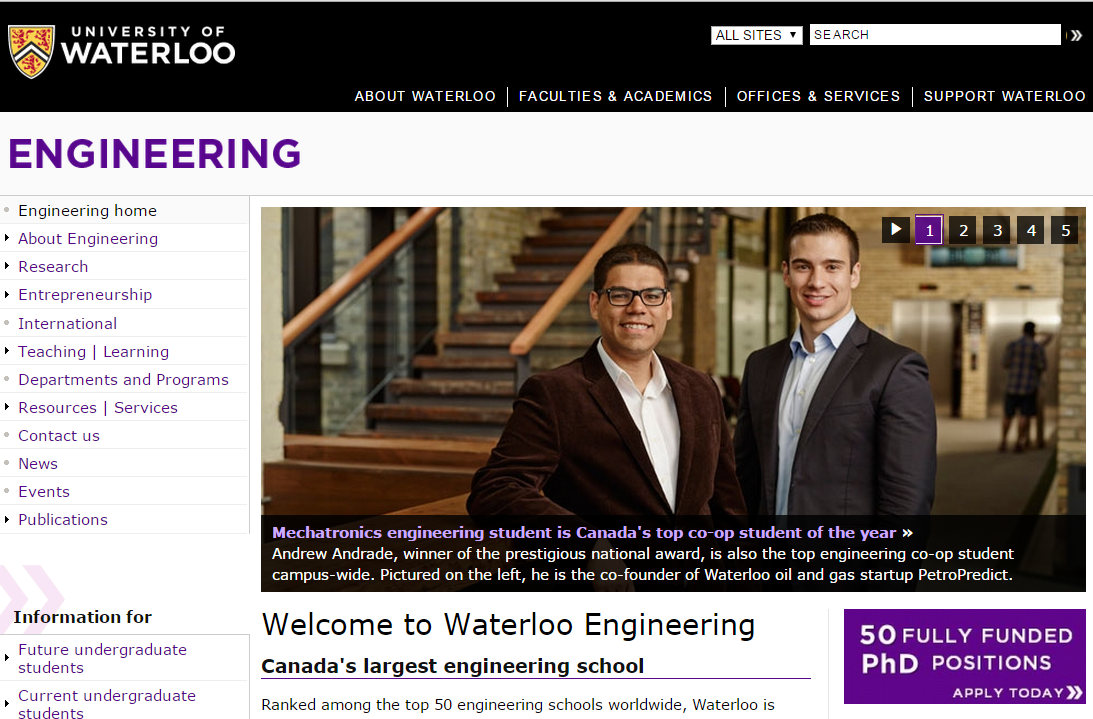 UNIVERSITY OF
WATERLOO
ALL SITES
SEARCH
ABOUT WATERLOO
FACULTIES & ACADEMICS
OFFICES & SERVICES
SUPPORT WATERLOO
ENGINEERING
Engineering home
About Engineering
Research
Entrepreneurship
International
Teaching | Learning
Departments and Programs
Resources | Services
Contact us
News
Events
Publications
Information for
Future undergraduate
students
Current undergraduate
students
1 2 3 4 5
Mechatronics engineering student is Canada's top co-op student of the year »
Andrew Andrade, winner of the prestigious national award, is also the top engineering co-op student
campus-wide. Pictured on the left, he is the co-founder of Waterloo oil and gas startup PetroPredict.
Welcome to Waterloo Engineering
Canada's largest engineering school
Ranked among the top 50 engineering schools worldwide, Waterloo is
50 FULLY FUNDED
PhD POSITIONS
APPLY TODAY